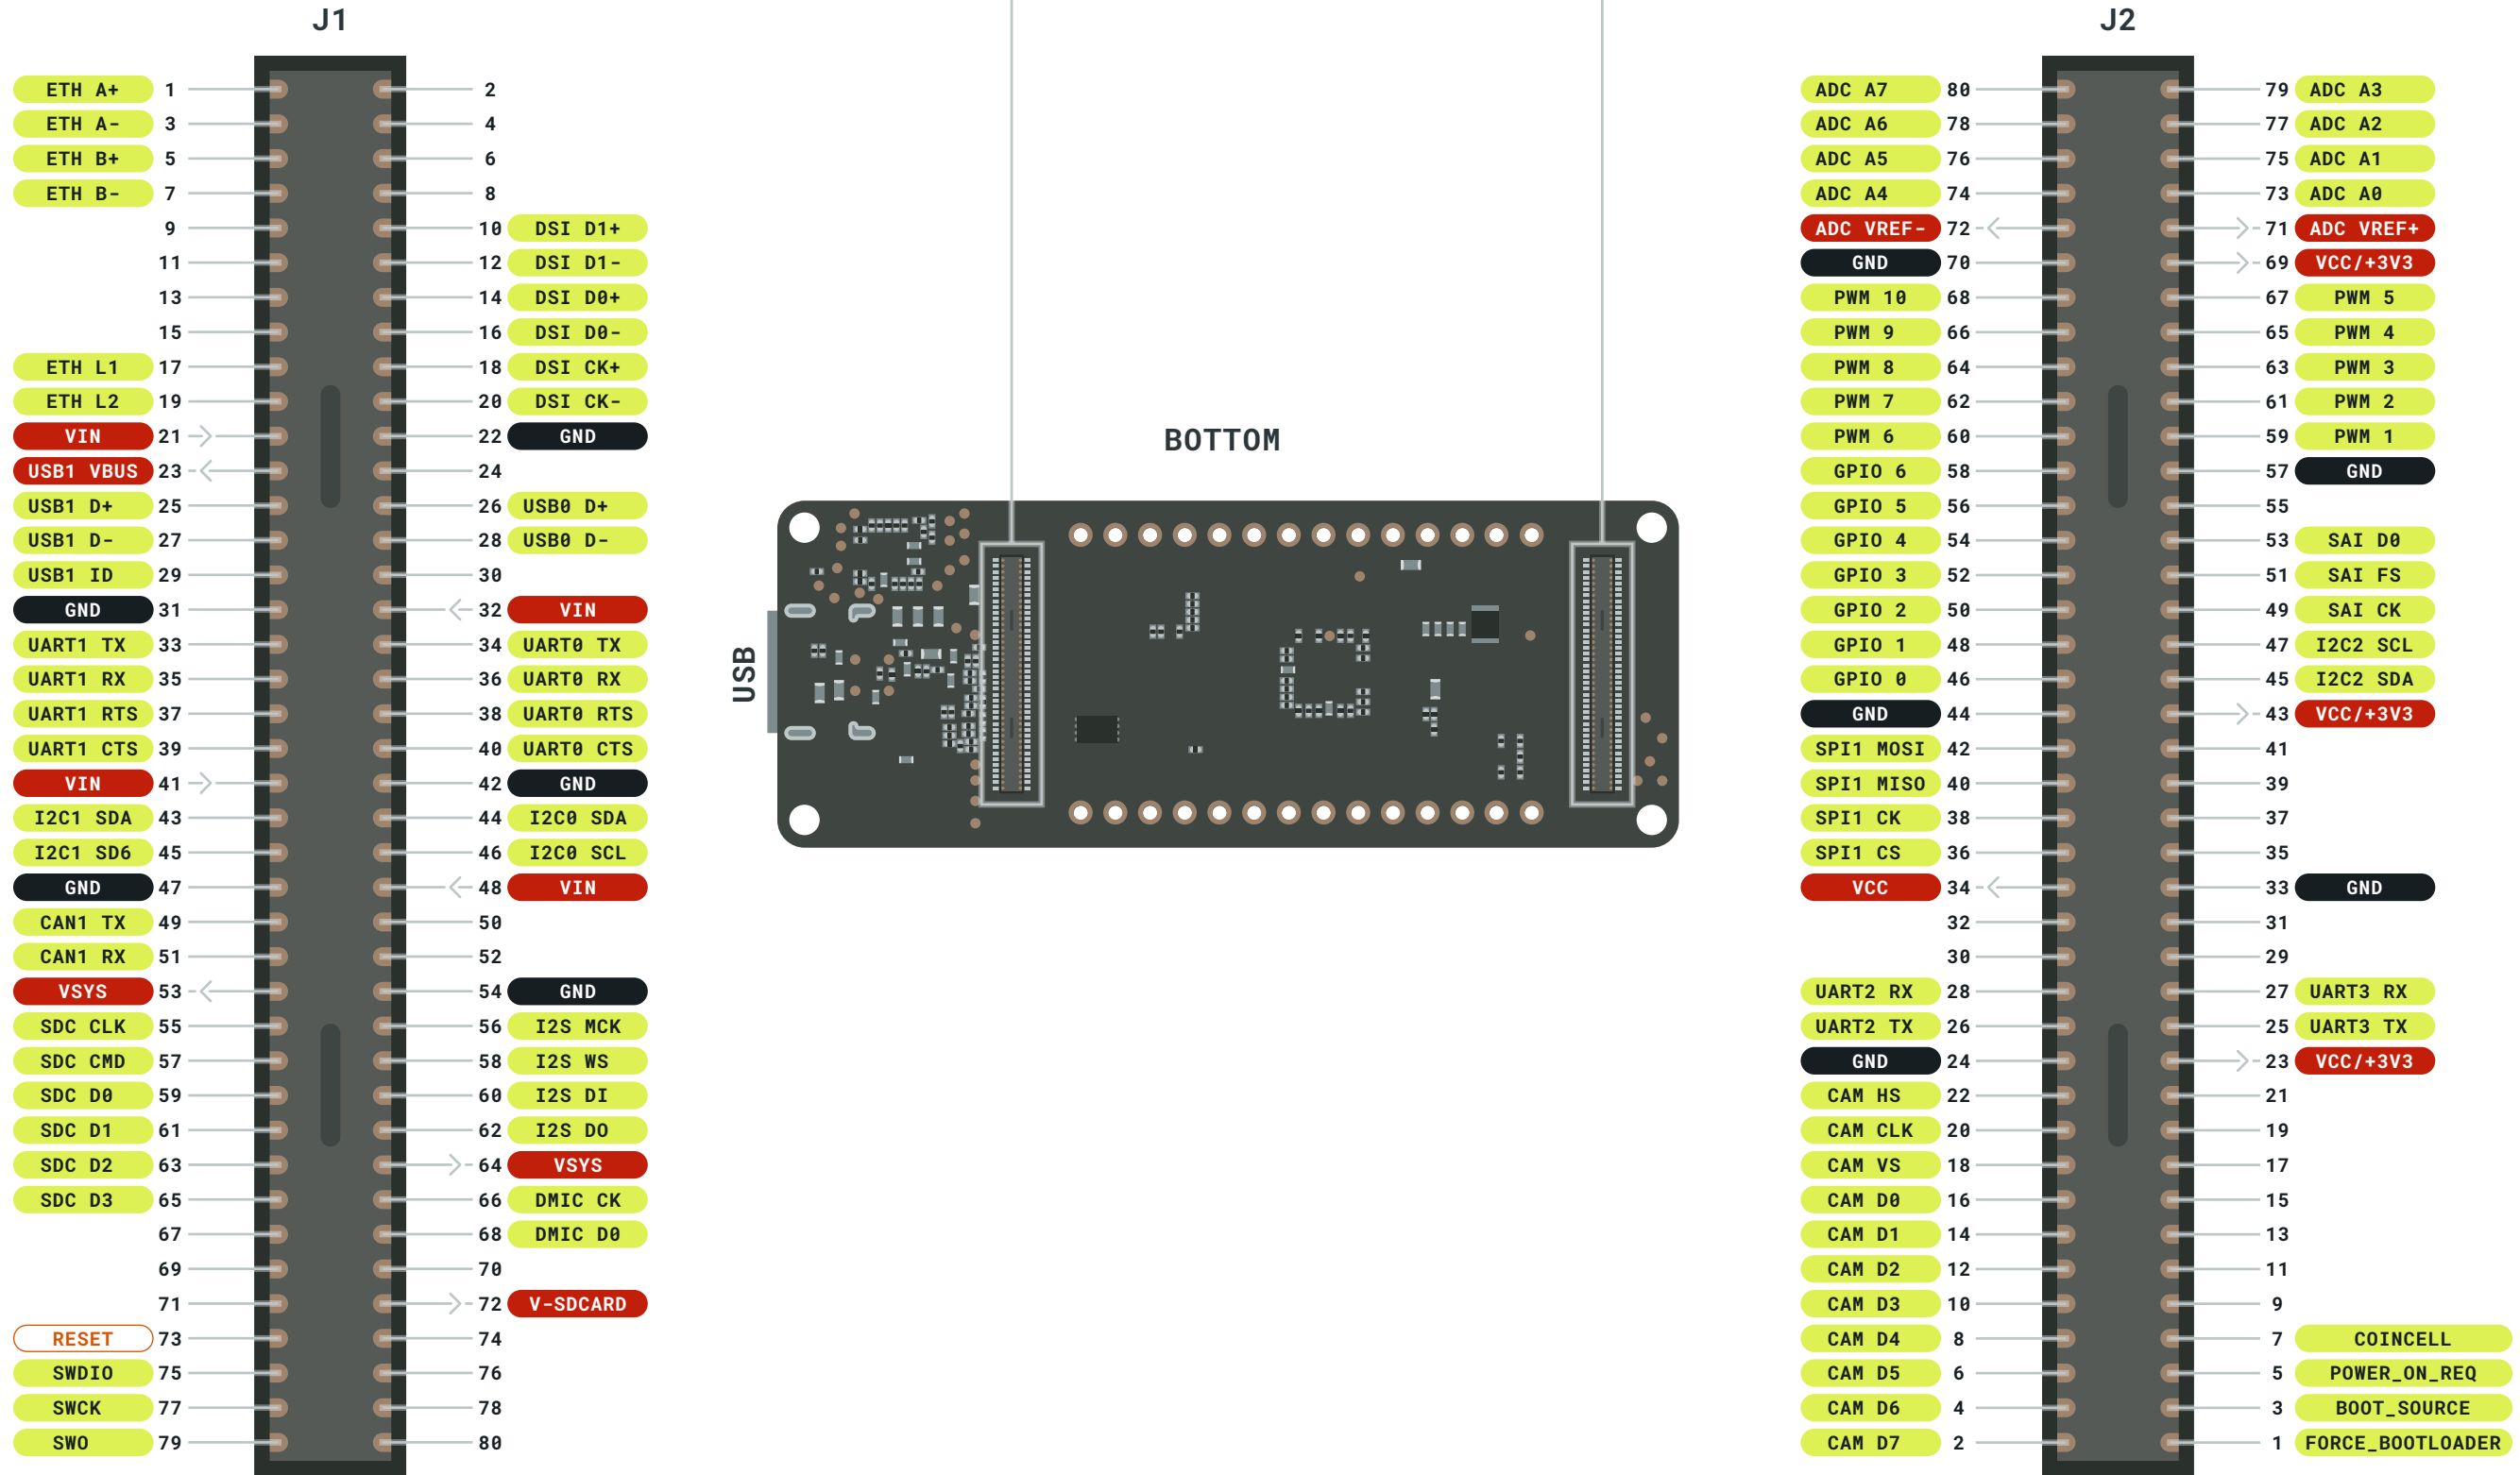 J1 J2
ETH A+ 1 2 ADC A7 80 79 ADC A3
ETH A- 3 4 ADC A6 78 77 ADC A2
ETH B+ 5 6 ADC A5 76 75 ADC A1
ETH B- 7 8 ADC A4 74 73 ADC A0
9 10 DSI D1+ ADC VREF- 72 71 ADC VREF+
11 12 DSI D1- GND 70 69 VCC/+3V3
13 14 DSI D0+ PWM 10 68 67 PWM 5
15 16 DSI D0- PWM 9 66 65 PWM 4
ETH L1 17 18 DSI CK+ PWM 8 64 63 PWM 3
ETH L2 19 20 DSI CK- PWM 7 62 61 PWM 2
VIN 21 22 GND BOTTOM PWM 6 60 59 PWM 1
USB1 VBUS 23 24 GPIO 6 58 57 GND
USB1 D+ 25 26 USB0 D+ GPIO 5 56 55
USB1 D- 27 28 USB0 D- GPIO 4 54 53 SAI D0
USB1 ID 29 30 GPIO 3 52 51 SAI FS
GND 31 32 VIN GPIO 2 50 49 SAI CK
UART1 TX 33 34 UART0 TX GPIO 1 48 47 I2C2 SCL
UART1 RX 35 36 UART0 RX USB GPIO 0 46 45 I2C2 SDA
UART1 RTS 37 38 UART0 RTS GND 44 43 VCC/+3V3
UART1 CTS 39 40 UART0 CTS SPI1 MOSI 42 41
VIN 41 42 GND SPI1 MISO 40 39
I2C1 SDA 43 44 I2C0 SDA SPI1 CK 38 37
I2C1 SD6 45 46 I2C0 SCL SPI1 CS 36 35
GND 47 48 VIN VCC 34 33 GND
CAN1 TX 49 50 32 31
CAN1 RX 51 52 30 29
VSYS 53 54 GND UART2 RX 28 27 UART3 RX
SDC CLK 55 56 I2S MCK UART2 TX 26 25 UART3 TX
SDC CMD 57 58 I2S WS GND 24 23 VCC/+3V3
SDC D0 59 60 I2S DI CAM HS 22 21
SDC D1 61 62 I2S DO CAM CLK 20 19
SDC D2 63 64 VSYS CAM VS 18 17
SDC D3 65 66 DMIC CK CAM D0 16 15
67 68 DMIC D0 CAM D1 14 13
69 70 CAM D2 12 11
71 72 V-SDCARD CAM D3 10 9
RESET 73 74 CAM D4 8 7 COINCELL
SWDIO 75 76 CAM D5 6 5 POWER_ON_REQ
SWCK 77 78 CAM D6 4 3 BOOT_SOURCE
SWO 79 80 CAM D7 2 1 FORCE_BOOTLOADER